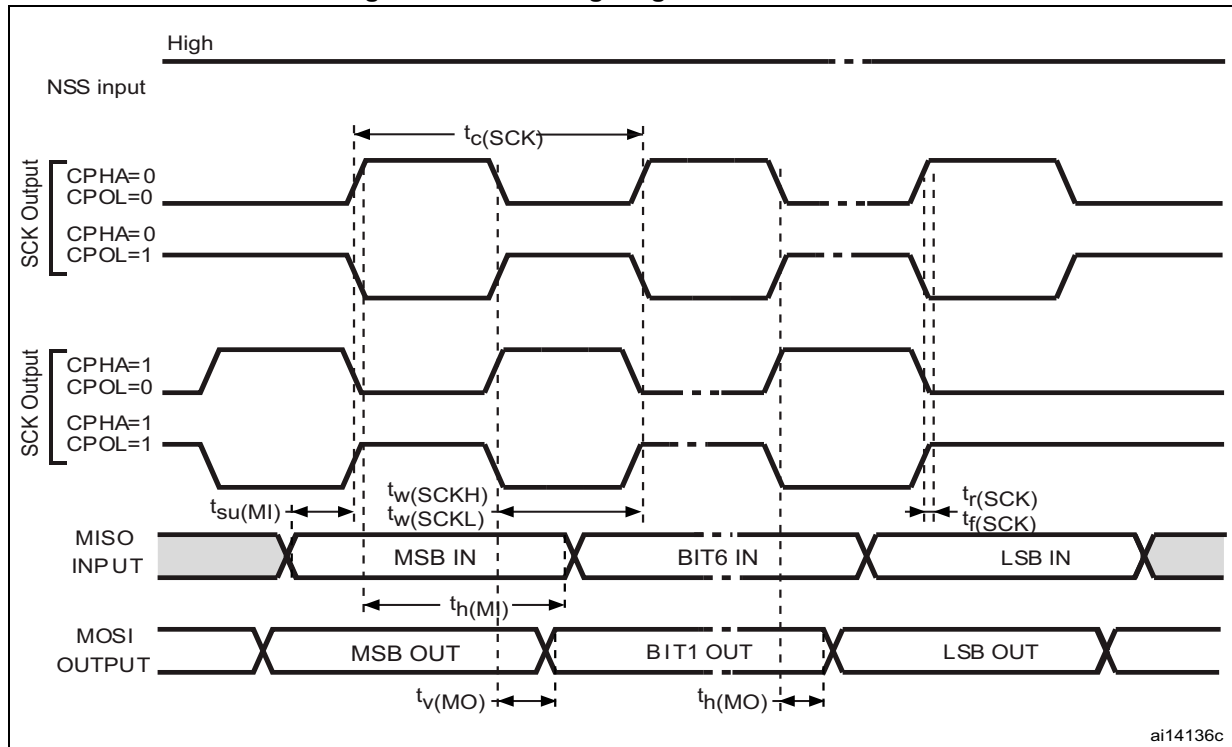 High
NSS input
tc(SCK)
SCK Output
CPHA=0
CPOL=0
CPHA=0
CPOL=1
SCK Output
CPHA=1
CPOL=0
CPHA=1
CPOL=1
tsu(MI)
tw(SCKH)
tw(SCKL)
tr(SCK)
tf(SCK)
MISO
INPUT
MSB IN
BIT6 IN
LSB IN
th(MI)
MOSI
OUTPUT
MSB OUT
BIT1 OUT
LSB OUT
tv(MO)
th(MO)
ai14136c